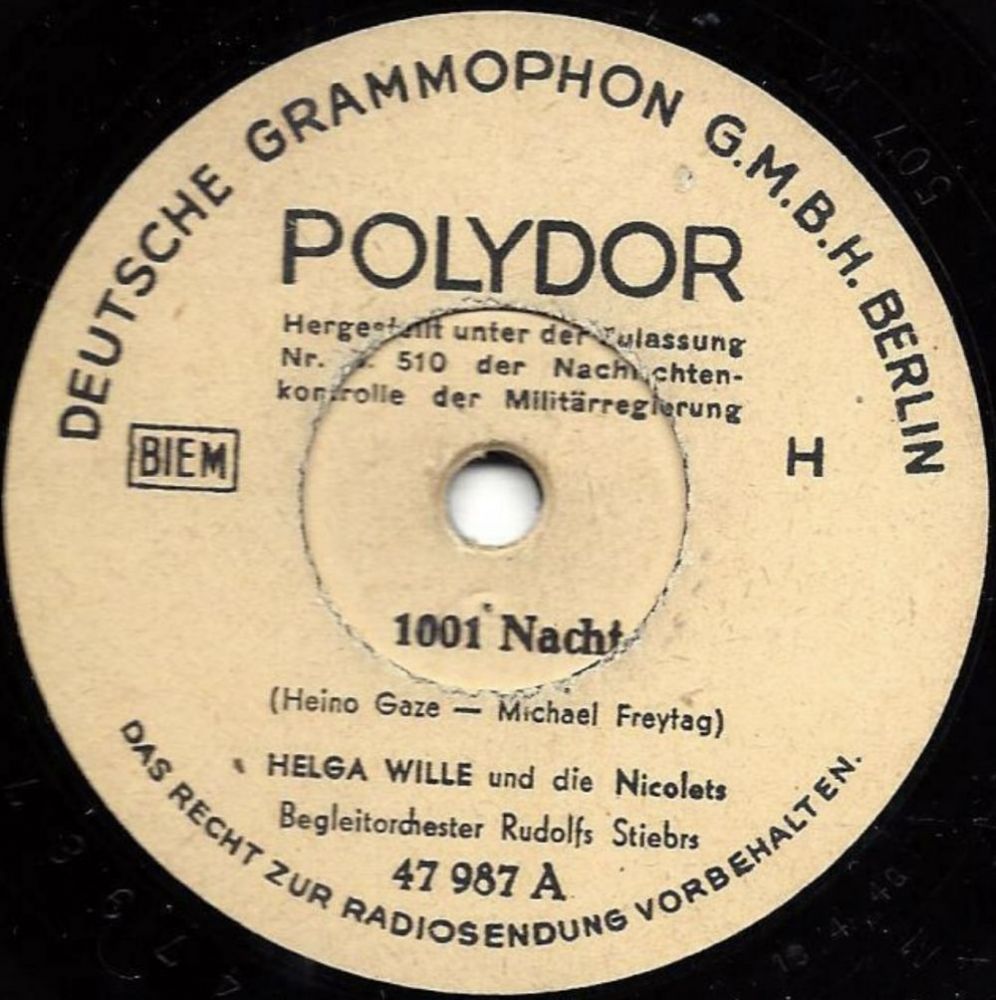 DEUTSCHE GRAMMOPHON G.M.B.H. BERLIN
POLYDOR
Hergestellt unter der Zulassung
Nr. 510 der Nachrichten-
kontrolle der Militärregierung
BIEM
H
1001 Nacht
(Heino Gaze — Michael Freytag)
HELGA WILLE und die Nicolets
Begleitorchester Rudolfs Stiebrs
47 987 A
DAS RECHT ZUR RADIOSENDUNG VORBEHALTEN.